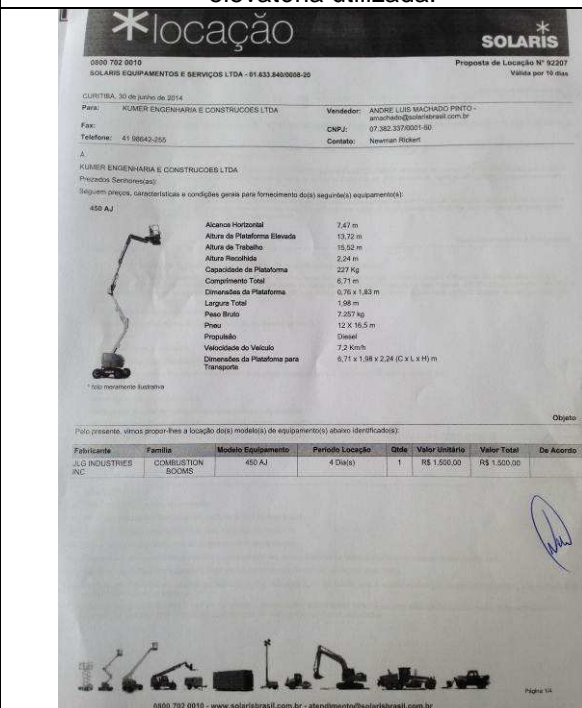 elevatória utilizada.
locação
SOLARIS
0800 702 0010
Proposta de Locação Nº 92207
SOLARIS EQUIPAMENTOS E SERVIÇOS LTDA - 01.633.840/0008-20
Válida por 10 dias
CURITIBA, 30 de junho de 2014
Para: KUMER ENGENHARIA E CONSTRUCOES LTDA
Vendedor: ANDRE LUIS MACHADO PINTO - amachado@solarisbrasil.com.br
Fax:
CNPJ: 07.382.337/0001-50
Telefone: 41 98642-255
Contato: Newman Rickert
A
KUMER ENGENHARIA E CONSTRUCOES LTDA
Prezados Senhores(as):
Seguem preços, características e condições gerais para fornecimento do(s) seguinte(s) equipamento(s):
450 AJ
Alcance Horizontal 7,47 m
Altura da Plataforma Elevada 13,72 m
Altura de Trabalho 15,52 m
Altura Recolhida 2,24 m
Capacidade da Plataforma 227 Kg
Comprimento Total 6,71 m
Dimensões da Plataforma 0,76 x 1,83 m
Largura Total 1,98 m
Peso Bruto 7.257 kg
Pneu 12 X 16,5 m
Propulsão Diesel
Velocidade do Veículo 7,2 Km/h
Dimensões da Platafoma para Transporte 6,71 x 1,98 x 2,24 (C x L x H) m
* foto meramente ilustrativa
Objeto
Pelo presente, vimos propor-lhes a locação do(s) modelo(s) de equipamento(s) abaixo identificado(s):
Fabricante Família Modelo Equipamento Período Locação Qtde Valor Unitário Valor Total De Acordo
JLG INDUSTRIES INC COMBUSTION BOOMS 450 AJ 4 Dia(s) 1 R$ 1.500,00 R$ 1.500,00
Página 1/4
0800 702 0010 - www.solarisbrasil.com.br - atendimento@solarisbrasil.com.br